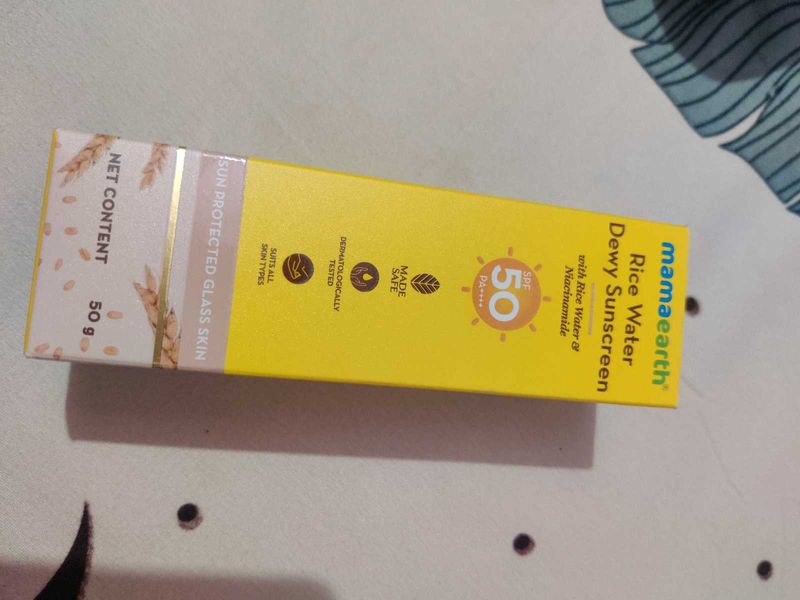 mamaearth®
Rice Water
Dewy Sunscreen
with Rice Water &
Niacinamide
SPF
50
PA++++
MADE
SAFE
DERMATOLOGICALLY
TESTED
SUITS ALL
SKIN TYPES
SUN PROTECTED GLASS SKIN
NET CONTENT 50 g